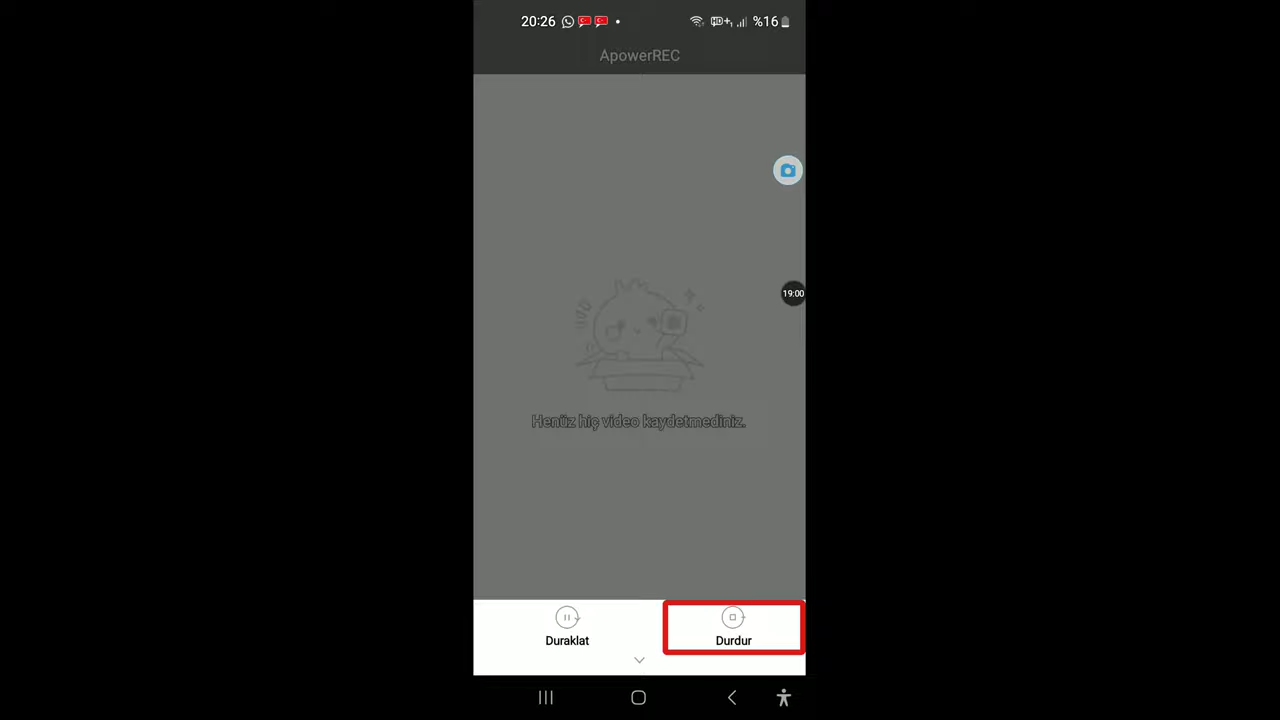 20:26 %16
ApowerREC
19:00
Henüz hiç video kaydetmediniz.
Duraklat Durdur